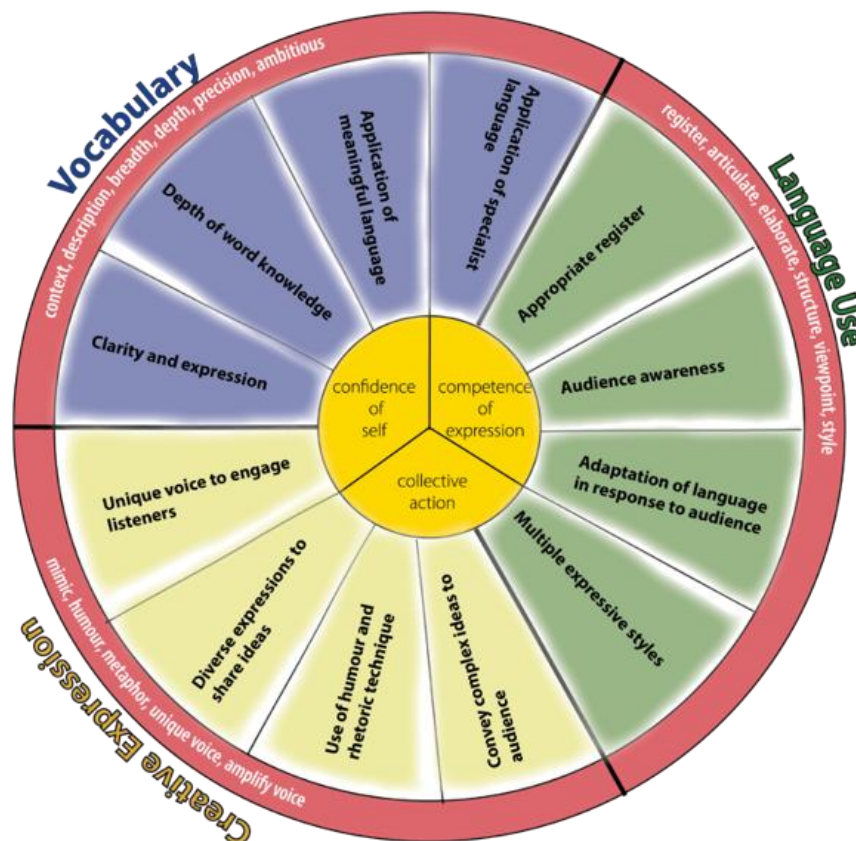 Vocabulary
context, description, breadth, depth, precision, ambitious
Clarity and expression
Depth of word knowledge
Application of
meaningful language
Application of specialist
language
Language Use
register, articulate, elaborate, structure, viewpoint, style
Appropriate register
Audience awareness
Adaptation of language
in response to audience
Multiple expressive styles
Creative Expression
mimic, humour, metaphor, unique voice, amplify voice
Unique voice to engage
listeners
Diverse expressions to
share ideas
Use of humour and
rhetoric technique
Convey complex ideas to
audience
confidence
of
self
competence
of
expression
collective
action